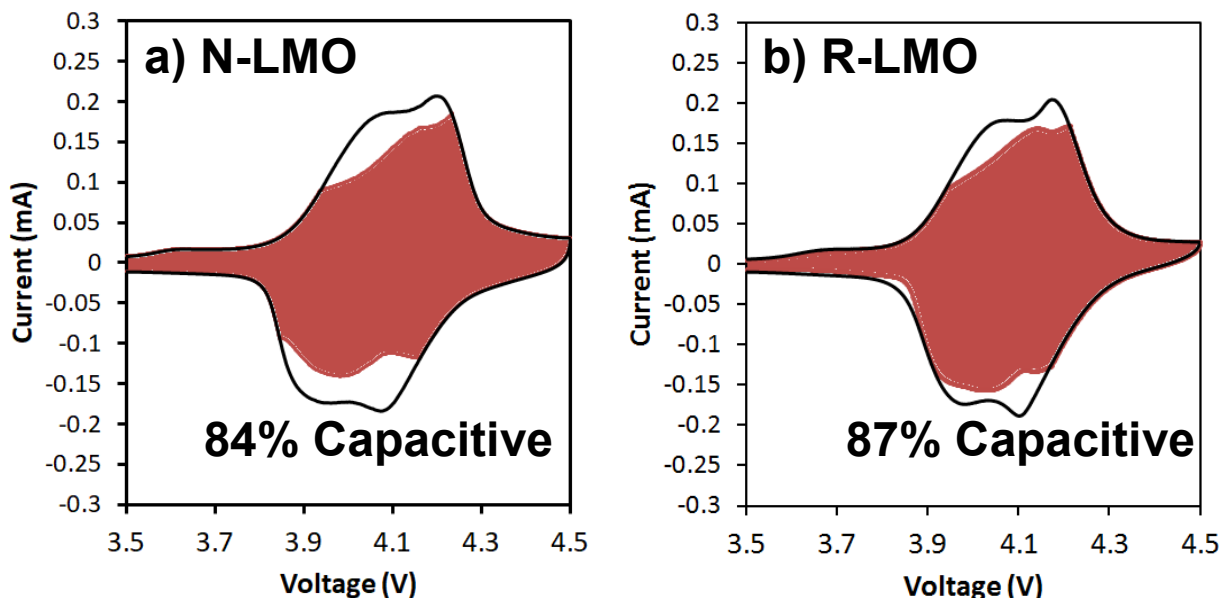 a) N-LMO
0.3
0.25
0.2
0.15
0.1
0.05
0
-0.05
-0.1
-0.15
-0.2
-0.25
-0.3
Current (mA)
84% Capacitive
3.5 3.7 3.9 4.1 4.3 4.5
Voltage (V)
b) R-LMO
0.3
0.25
0.2
0.15
0.1
0.05
0
-0.05
-0.1
-0.15
-0.2
-0.25
-0.3
Current (mA)
87% Capacitive
3.5 3.7 3.9 4.1 4.3 4.5
Voltage (V)